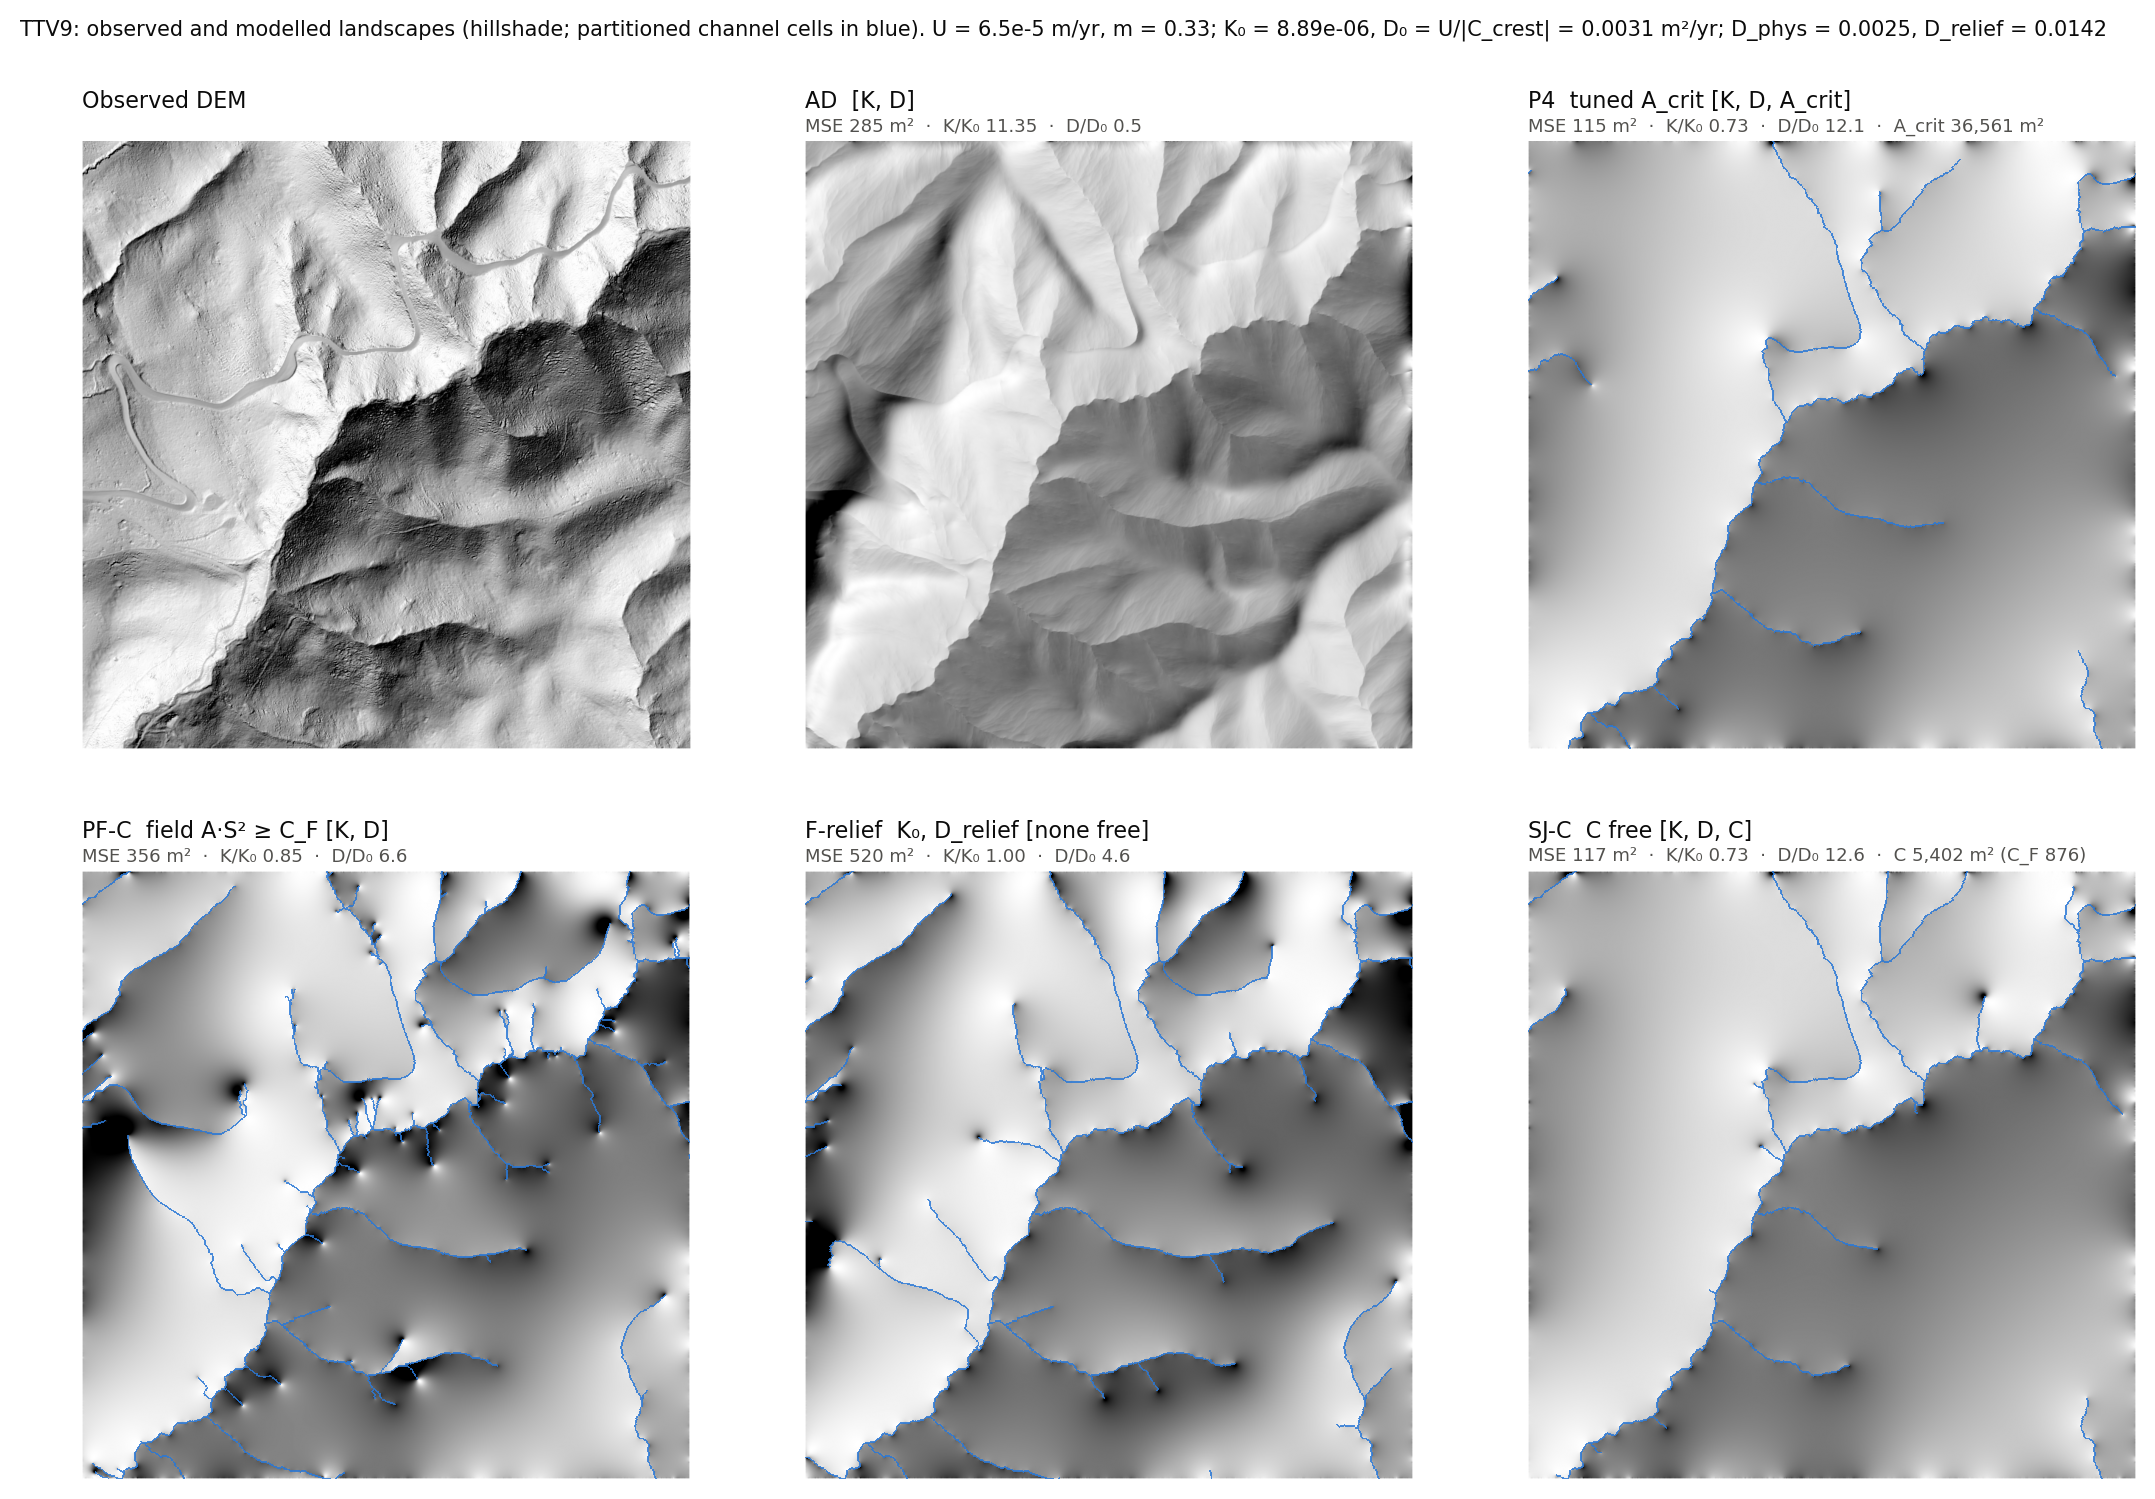 TTV9: observed and modelled landscapes (hillshade; partitioned channel cells in blue). U = 6.5e-5 m/yr, m = 0.33; K₀ = 8.89e-06, D₀ = U/|C_crest| = 0.0031 m²/yr; D_phys = 0.0025, D_relief = 0.0142
Observed DEM
AD  [K, D]
MSE 285 m²  ·  K/K₀ 11.35  ·  D/D₀ 0.5
P4  tuned A_crit [K, D, A_crit]
MSE 115 m²  ·  K/K₀ 0.73  ·  D/D₀ 12.1  ·  A_crit 36,561 m²
PF-C  field A·S² ≥ C_F [K, D]
MSE 356 m²  ·  K/K₀ 0.85  ·  D/D₀ 6.6
F-relief  K₀, D_relief [none free]
MSE 520 m²  ·  K/K₀ 1.00  ·  D/D₀ 4.6
SJ-C  C free [K, D, C]
MSE 117 m²  ·  K/K₀ 0.73  ·  D/D₀ 12.6  ·  C 5,402 m² (C_F 876)